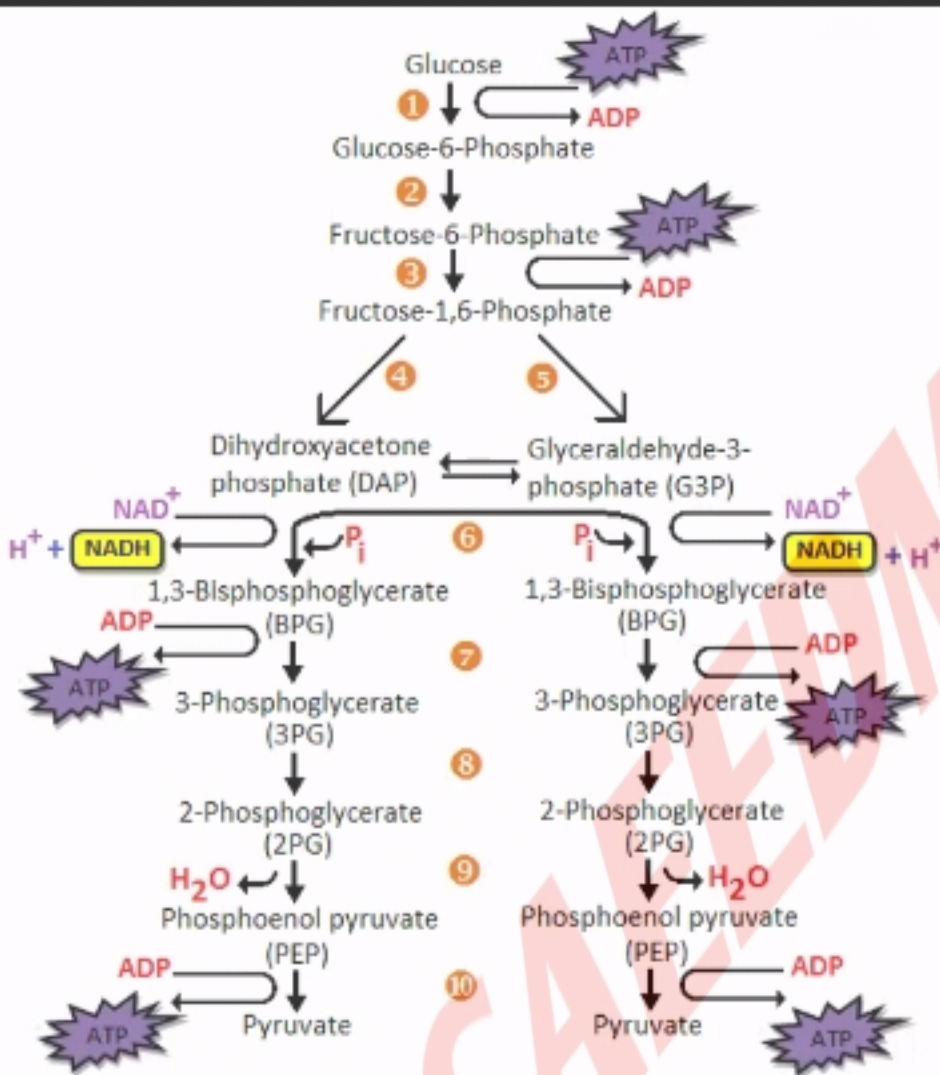 Glucose
ATP
1
ADP
Glucose-6-Phosphate
2
Fructose-6-Phosphate
ATP
3
ADP
Fructose-1,6-Phosphate
4
5
Dihydroxyacetone
phosphate (DAP)
Glyceraldehyde-3-
phosphate (G3P)
NAD+
H+ + NADH
Pi
6
Pi
NAD+
NADH + H+
1,3-BIsphosphoglycerate
(BPG)
1,3-Bisphosphoglycerate
(BPG)
ADP
ATP
7
ADP
ATP
3-Phosphoglycerate
(3PG)
3-Phosphoglycerate
(3PG)
8
2-Phosphoglycerate
(2PG)
2-Phosphoglycerate
(2PG)
H2O
9
H2O
Phosphoenol pyruvate
(PEP)
Phosphoenol pyruvate
(PEP)
ADP
ATP
10
ADP
ATP
Pyruvate
Pyruvate